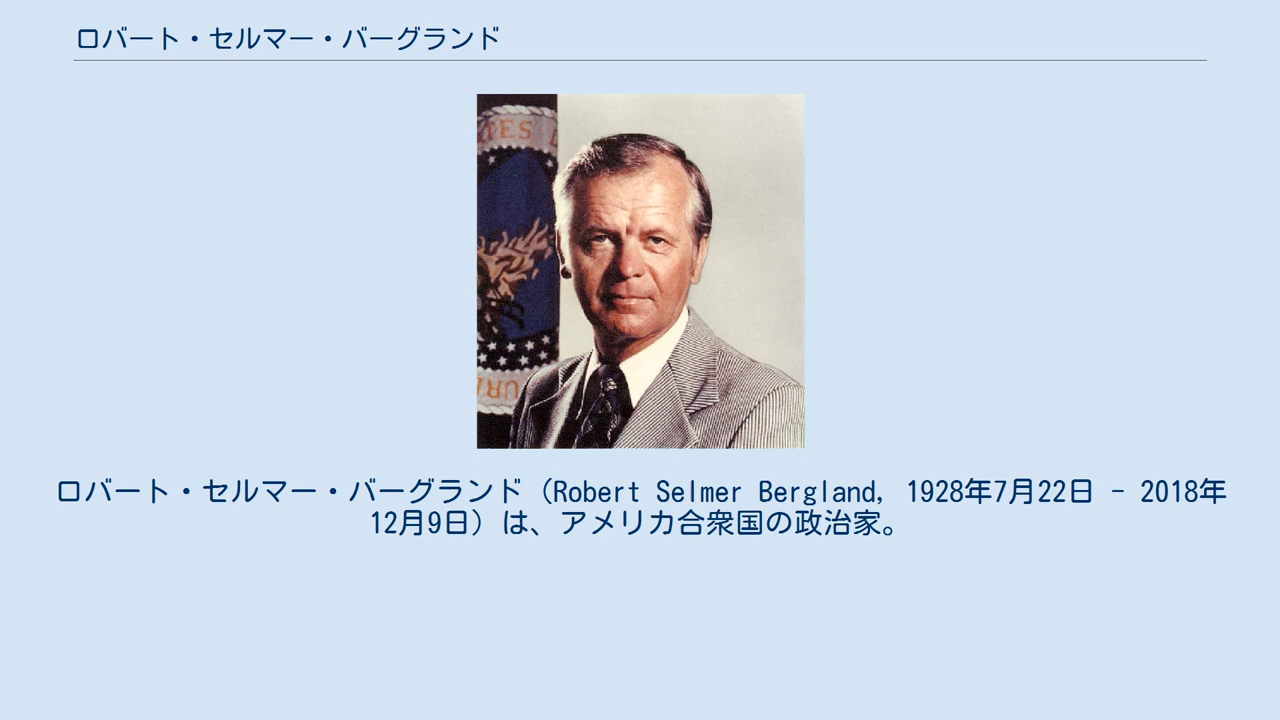 ロバート・セルマー・バーグランド
TES
URA
ロバート・セルマー・バーグランド（Robert Selmer Bergland, 1928年7月22日 - 2018年
12月9日）は、アメリカ合衆国の政治家。